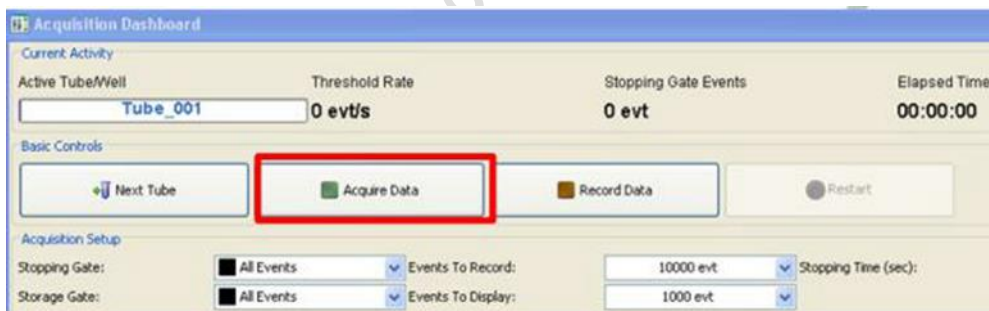 Acquisition Dashboard
Current Activity
Active Tube/Well Threshold Rate Stopping Gate Events Elapsed Time
Tube_001 0 evt/s 0 evt 00:00:00
Basic Controls
Next Tube Acquire Data Record Data Restart
Acquisition Setup
Stopping Gate: All Events Events To Record: 10000 evt Stopping Time (sec):
Storage Gate: All Events Events To Display: 1000 evt